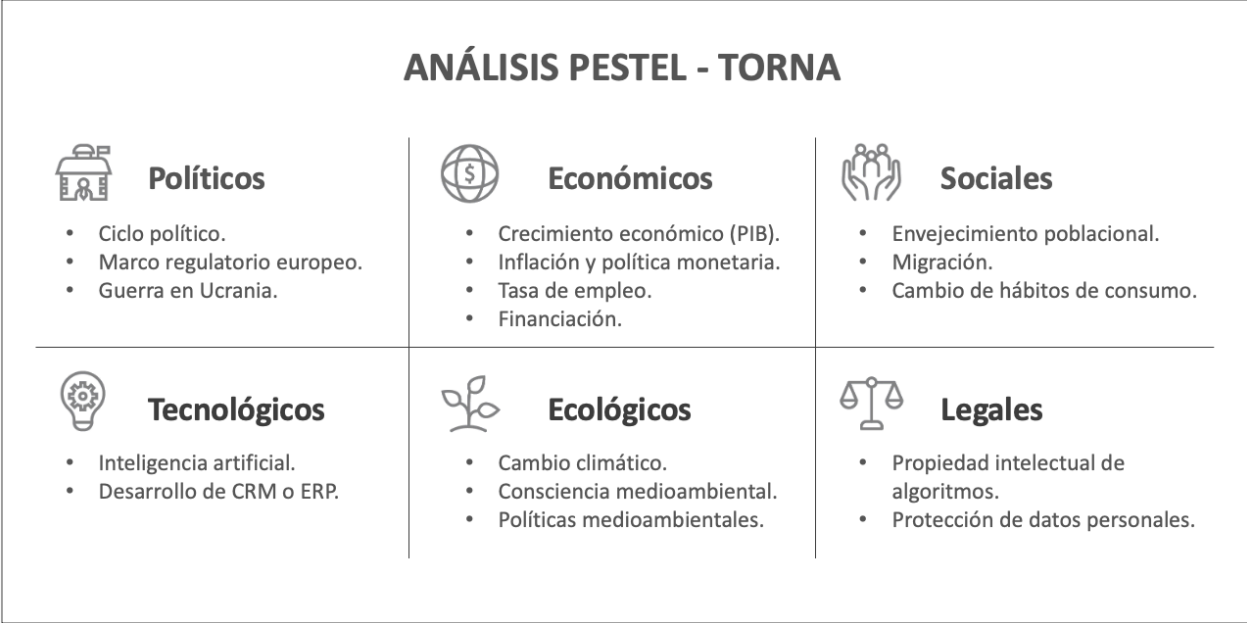 ANÁLISIS PESTEL - TORNA
Políticos
• Ciclo político.
• Marco regulatorio europeo.
• Guerra en Ucrania.
Económicos
• Crecimiento económico (PIB).
• Inflación y política monetaria.
• Tasa de empleo.
• Financiación.
Sociales
• Envejecimiento poblacional.
• Migración.
• Cambio de hábitos de consumo.
Tecnológicos
• Inteligencia artificial.
• Desarrollo de CRM o ERP.
Ecológicos
• Cambio climático.
• Consciencia medioambiental.
• Políticas medioambientales.
Legales
• Propiedad intelectual de
algoritmos.
• Protección de datos personales.